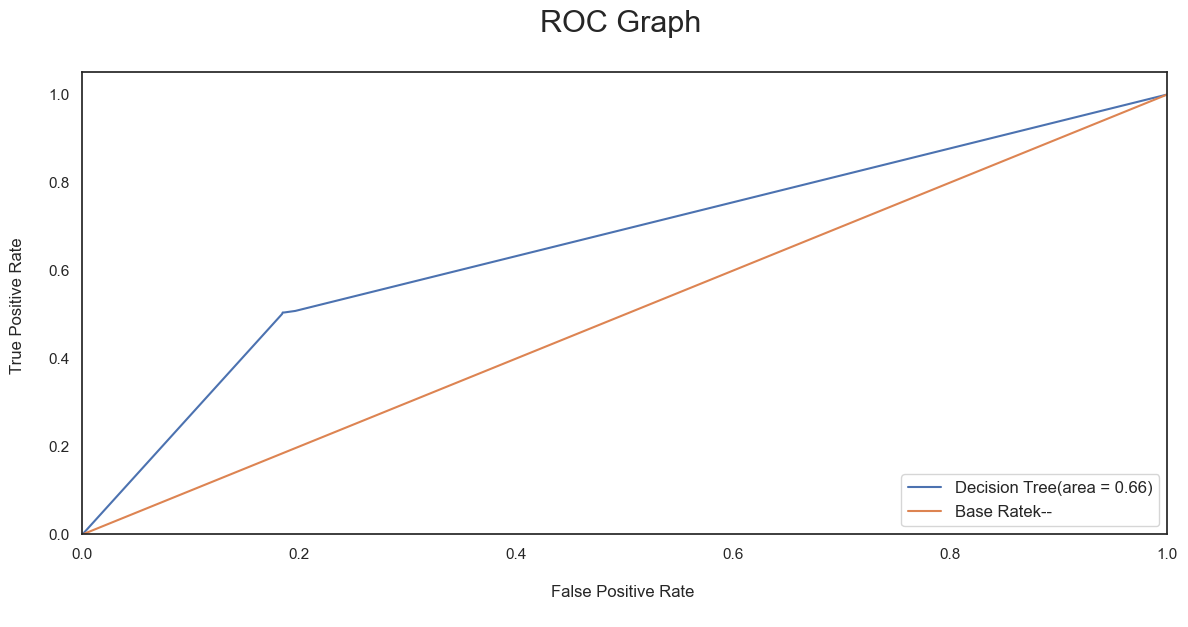 ROC Graph
True Positive Rate
1.0
0.8
0.6
0.4
0.2
0.0
Decision Tree(area = 0.66)
Base Ratek--
0.0 0.2 0.4 0.6 0.8 1.0
False Positive Rate